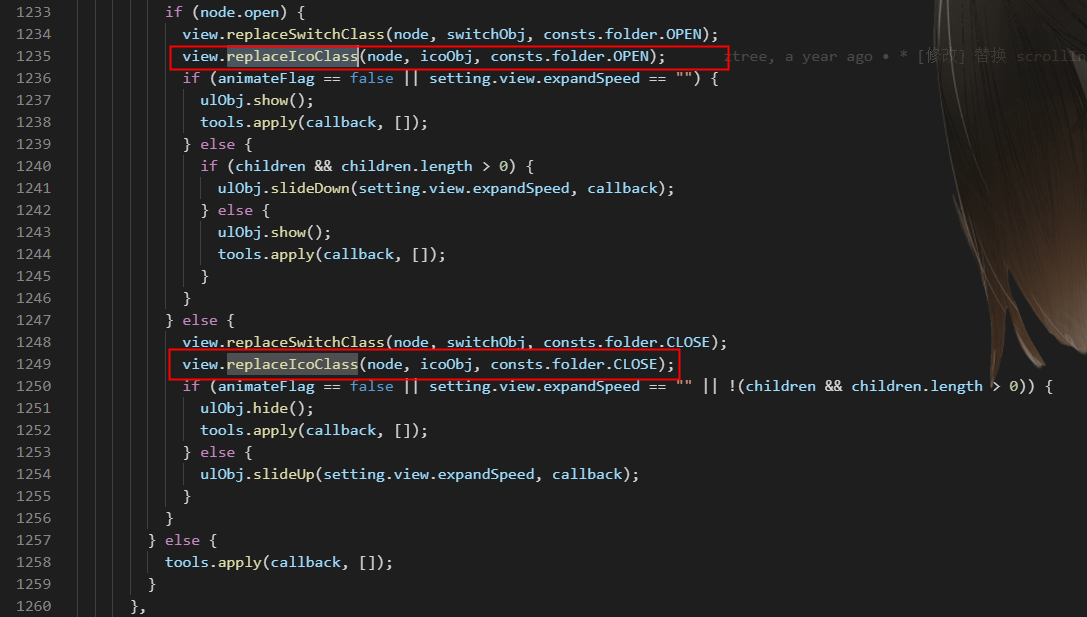 1233 if (node.open) {
1234 view.replaceSwitchClass(node, switchObj, consts.folder.OPEN);
1235 view.replaceIcoClass(node, icoObj, consts.folder.OPEN); ztree, a year ago • * [修改] 替换 scrollin
1236 if (animateFlag == false || setting.view.expandSpeed == "") {
1237 ulObj.show();
1238 tools.apply(callback, []);
1239 } else {
1240 if (children && children.length > 0) {
1241 ulObj.slideDown(setting.view.expandSpeed, callback);
1242 } else {
1243 ulObj.show();
1244 tools.apply(callback, []);
1245 }
1246 }
1247 } else {
1248 view.replaceSwitchClass(node, switchObj, consts.folder.CLOSE);
1249 view.replaceIcoClass(node, icoObj, consts.folder.CLOSE);
1250 if (animateFlag == false || setting.view.expandSpeed == "" || !(children && children.length > 0)) {
1251 ulObj.hide();
1252 tools.apply(callback, []);
1253 } else {
1254 ulObj.slideUp(setting.view.expandSpeed, callback);
1255 }
1256 }
1257 } else {
1258 tools.apply(callback, []);
1259 }
1260 },